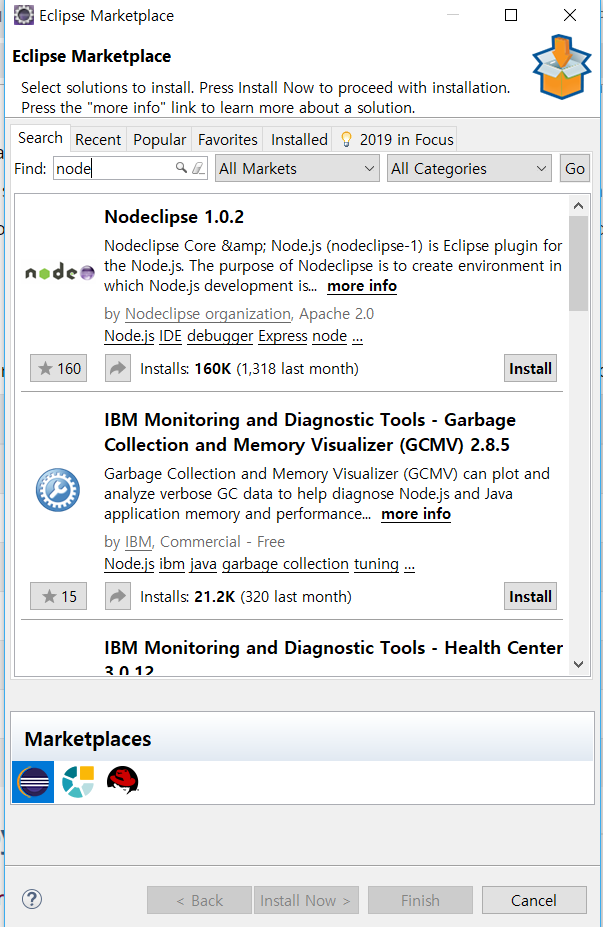 Eclipse Marketplace
Eclipse Marketplace
Select solutions to install. Press Install Now to proceed with installation.
Press the "more info" link to learn more about a solution.
Search Recent Popular Favorites Installed 2019 in Focus
Find: node All Markets All Categories Go
Nodeclipse 1.0.2
Nodeclipse Core &amp; Node.js (nodeclipse-1) is Eclipse plugin for
the Node.js. The purpose of Nodeclipse is to create environment in
which Node.js development is... more info
by Nodeclipse organization, Apache 2.0
Node.js IDE debugger Express node ...
160 Installs: 160K (1,318 last month) Install
IBM Monitoring and Diagnostic Tools - Garbage
Collection and Memory Visualizer (GCMV) 2.8.5
Garbage Collection and Memory Visualizer (GCMV) can plot and
analyze verbose GC data to help diagnose Node.js and Java
application memory and performance... more info
by IBM, Commercial - Free
Node.js ibm java garbage collection tuning ...
15 Installs: 21.2K (320 last month) Install
IBM Monitoring and Diagnostic Tools - Health Center
3.0.12
Marketplaces
? < Back Install Now > Finish Cancel